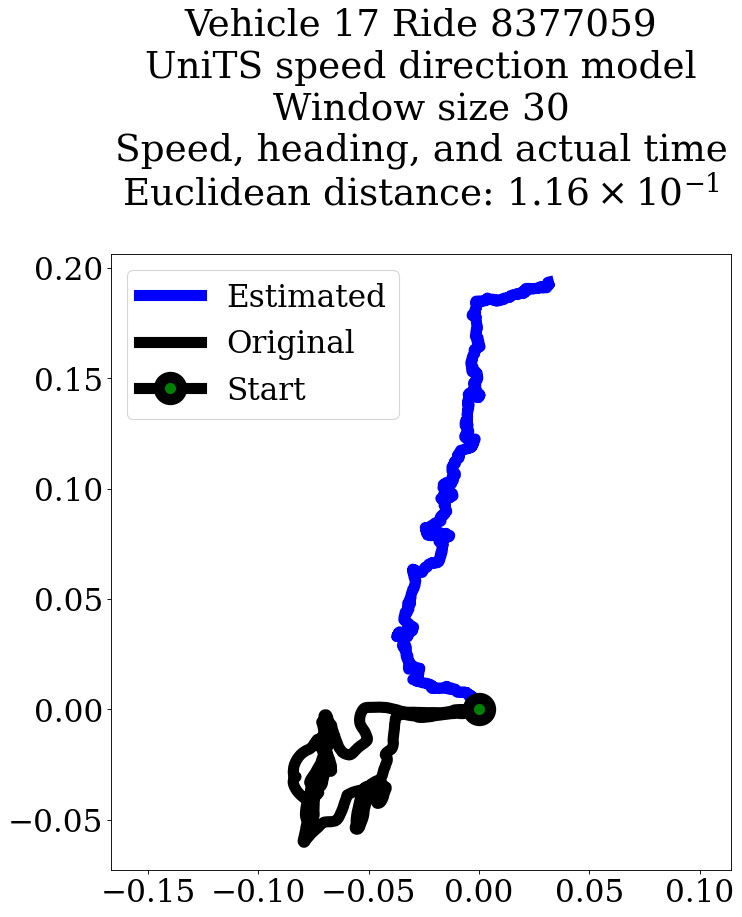 Vehicle 17 Ride 8377059
UniTS speed direction model
Window size 30
Speed, heading, and actual time
Euclidean distance: 1.16 × 10⁻¹
0.20
0.15
0.10
0.05
0.00
−0.05
Estimated
Original
Start
−0.15 −0.10 −0.05 0.00 0.05 0.10